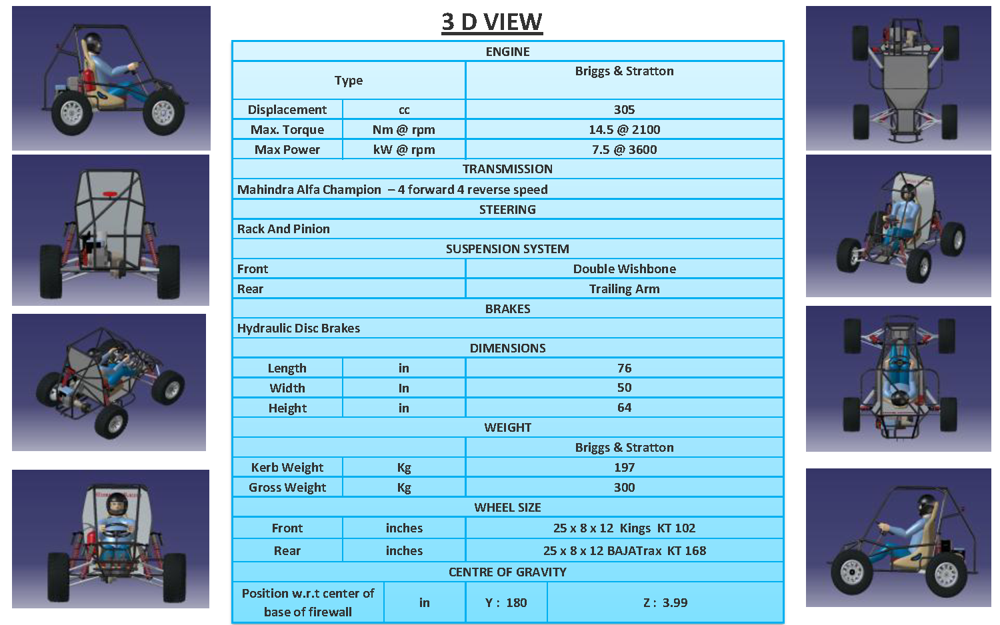 3 D VIEW
ENGINE
Type Briggs & Stratton
Displacement cc 305
Max. Torque Nm @ rpm 14.5 @ 2100
Max Power kW @ rpm 7.5 @ 3600
TRANSMISSION
Mahindra Alfa Champion – 4 forward 4 reverse speed
STEERING
Rack And Pinion
SUSPENSION SYSTEM
Front Double Wishbone
Rear Trailing Arm
BRAKES
Hydraulic Disc Brakes
DIMENSIONS
Length in 76
Width In 50
Height in 64
WEIGHT
Briggs & Stratton
Kerb Weight Kg 197
Gross Weight Kg 300
WHEEL SIZE
Front inches 25 x 8 x 12 Kings KT 102
Rear inches 25 x 8 x 12 BAJATrax KT 168
CENTRE OF GRAVITY
Position w.r.t center of
base of firewall in Y : 180 Z : 3.99